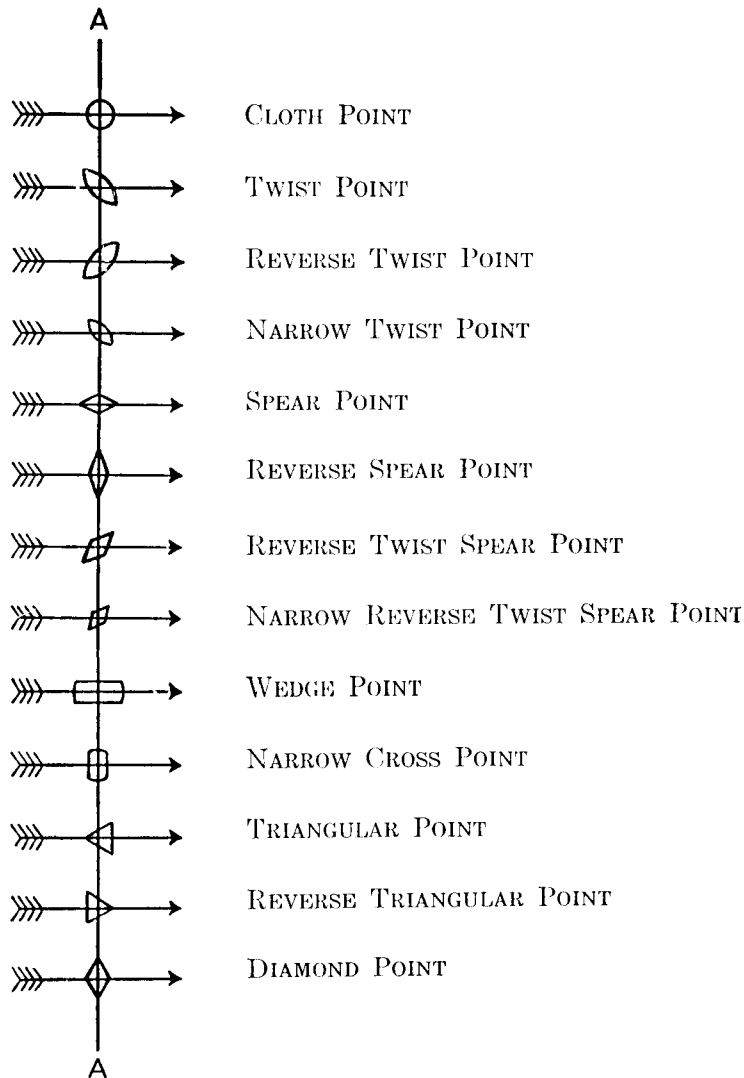 A
CLOTH POINT
TWIST POINT
REVERSE TWIST POINT
NARROW TWIST POINT
SPEAR POINT
REVERSE SPEAR POINT
REVERSE TWIST SPEAR POINT
NARROW REVERSE TWIST SPEAR POINT
WEDGE POINT
NARROW CROSS POINT
TRIANGULAR POINT
REVERSE TRIANGULAR POINT
DIAMOND POINT
A